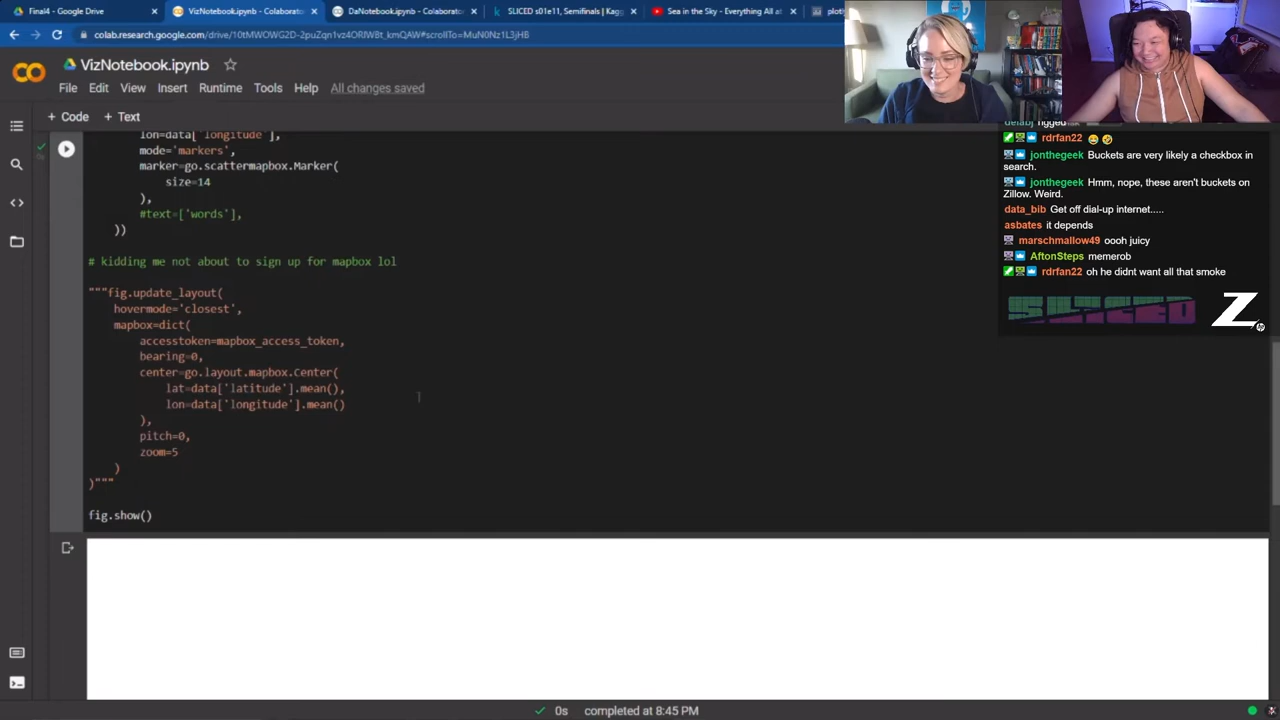 Final4 - Google Drive
VizNotebook.ipynb - Colaborato
DaNotebook.ipynb - Colaborato
SLICED s01e11, Semifinals | Kagg
Sea in the Sky - Everything All at
colab.research.google.com/drive/10tMWOWG2D-2puZqn1vz4ORIWBt_kmQAW#scrollTo=MuN0Nz1L3jHB
VizNotebook.ipynb
File Edit View Insert Runtime Tools Help All changes saved
+ Code + Text
lon=data['longitude'],
mode='markers',
marker=go.scattermapbox.Marker(
size=14
),
#text=['words'],
))
# kidding me not about to sign up for mapbox lol
"""fig.update_layout(
hovermode='closest',
mapbox=dict(
accesstoken=mapbox_access_token,
bearing=0,
center=go.layout.mapbox.Center(
lat=data['latitude'].mean(),
lon=data['longitude'].mean()
),
pitch=0,
zoom=5
)
)"""
fig.show()
0s completed at 8:45 PM
rdrfan22
jonthegeek Buckets are very likely a checkbox in
search.
jonthegeek Hmm, nope, these aren't buckets on
Zillow. Weird.
data_bib Get off dial-up internet.....
asbates it depends
marschmallow49 oooh juicy
AftonSteps memerob
rdrfan22 oh he didnt want all that smoke
SLICED
Z
hp